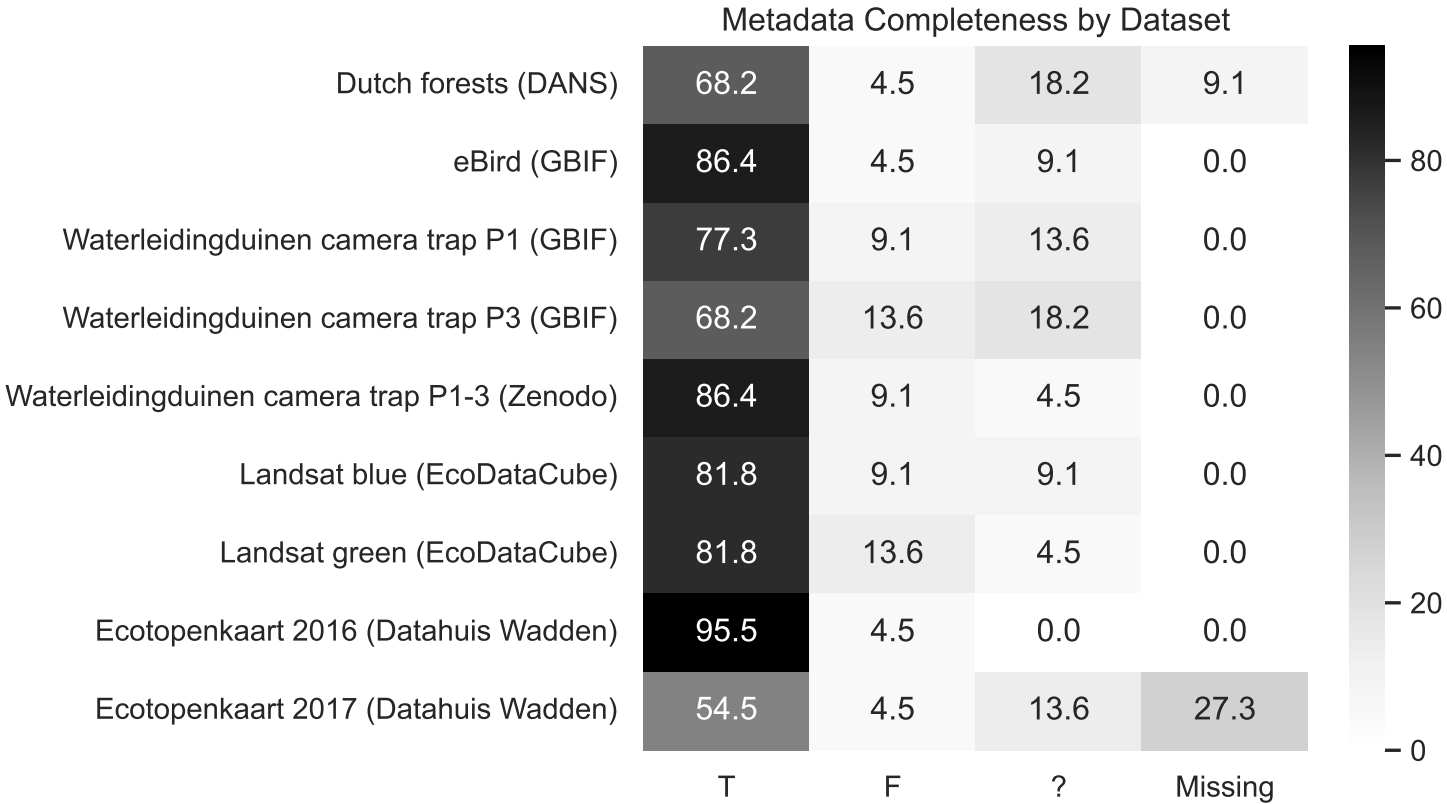 Metadata Completeness by Dataset
Dutch forests (DANS) 68.2 4.5 18.2 9.1
eBird (GBIF) 86.4 4.5 9.1 0.0
Waterleidingduinen camera trap P1 (GBIF) 77.3 9.1 13.6 0.0
Waterleidingduinen camera trap P3 (GBIF) 68.2 13.6 18.2 0.0
Waterleidingduinen camera trap P1-3 (Zenodo) 86.4 9.1 4.5 0.0
Landsat blue (EcoDataCube) 81.8 9.1 9.1 0.0
Landsat green (EcoDataCube) 81.8 13.6 4.5 0.0
Ecotopenkaart 2016 (Datahuis Wadden) 95.5 4.5 0.0 0.0
Ecotopenkaart 2017 (Datahuis Wadden) 54.5 4.5 13.6 27.3
T F ? Missing
80
60
40
20
0